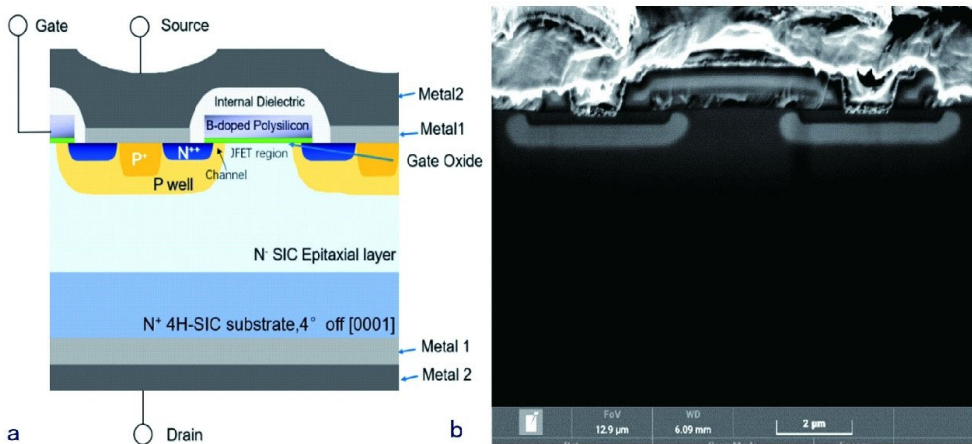 Gate
Source
Metal2
Internal Dielectric
B-doped Polysilicon
Metal1
P+
N++
JFET region
Gate Oxide
Channel
P well
N- SIC Epitaxial layer
N+ 4H-SIC substrate,4° off [0001]
Metal 1
Metal 2
Drain
a
b
FoV
12.9 μm
WD
6.09 mm
2 μm